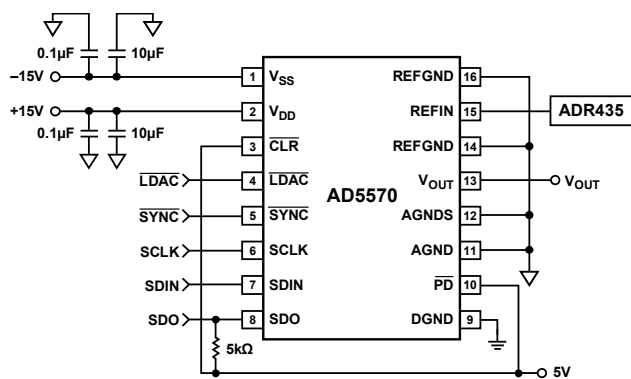 0.1µF 10µF
–15V
+15V
0.1µF 10µF
LDAC
SYNC
SCLK
SDIN
SDO
5kΩ
1 VSS
2 VDD
3 CLR
4 LDAC
5 SYNC
6 SCLK
7 SDIN
8 SDO
AD5570
REFGND 16
REFIN 15
REFGND 14
VOUT 13
AGNDS 12
AGND 11
PD 10
DGND 9
ADR435
VOUT
5V